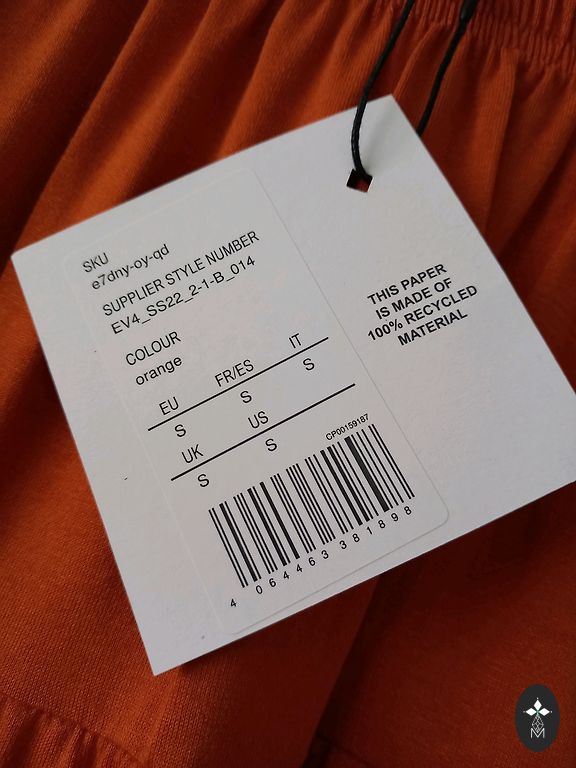 SKU
e7dny-oy-qd
SUPPLIER STYLE NUMBER
EV4_SS22_2-1-B_014
COLOUR
orange
EU FR/ES IT
S S S
UK US
S S
CP00159187
4 064463 381898
THIS PAPER
IS MADE OF
100% RECYCLED
MATERIAL
M